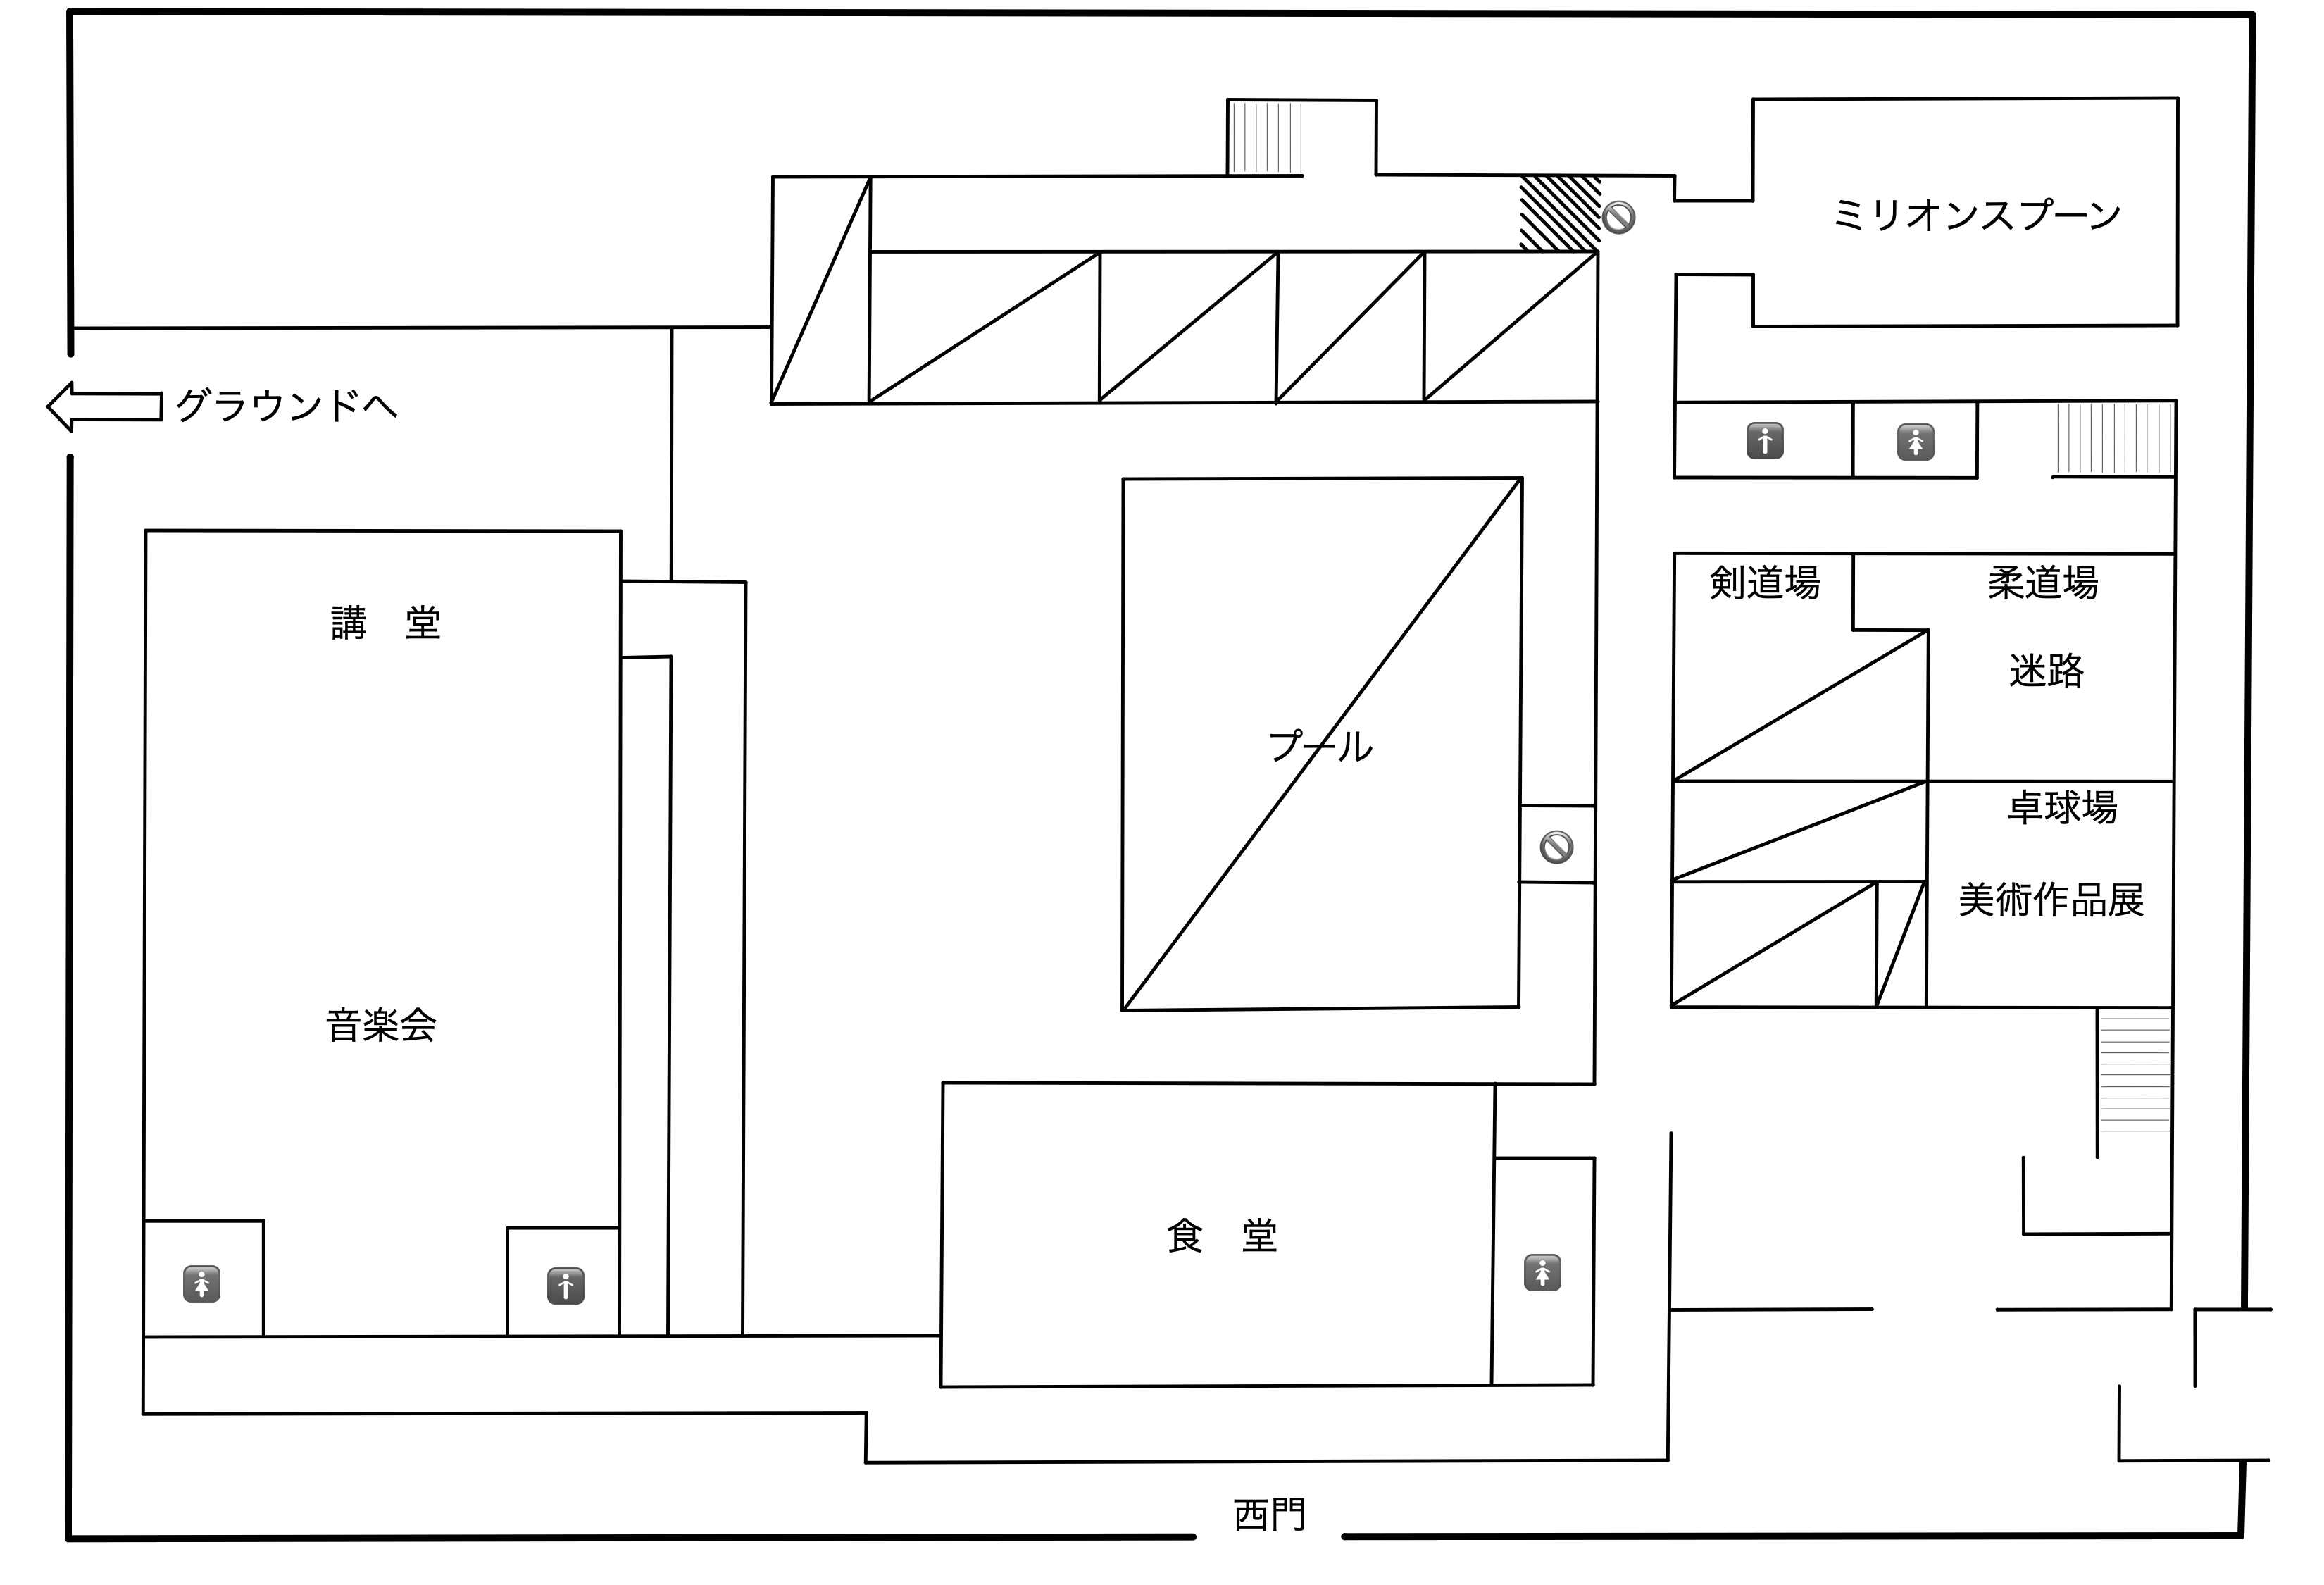 ミリオンスプーン
グラウンドへ
剣道場
柔道場
迷路
講　堂
プール
卓球場
美術作品展
音楽会
食　堂
西門